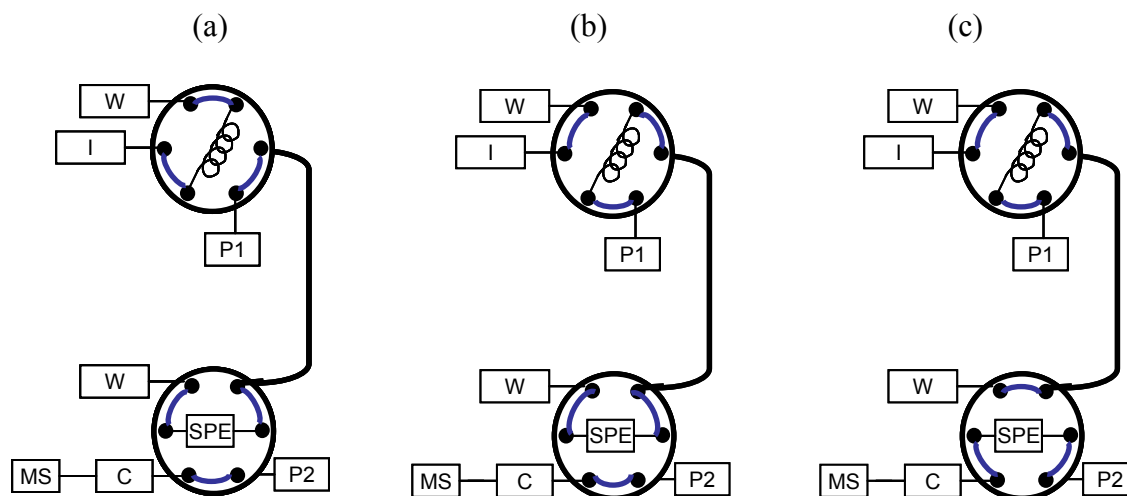 (a) (b) (c)
W W W
I I I
P1 P1 P1
W W W
SPE SPE SPE
MS C P2 MS C P2 MS C P2